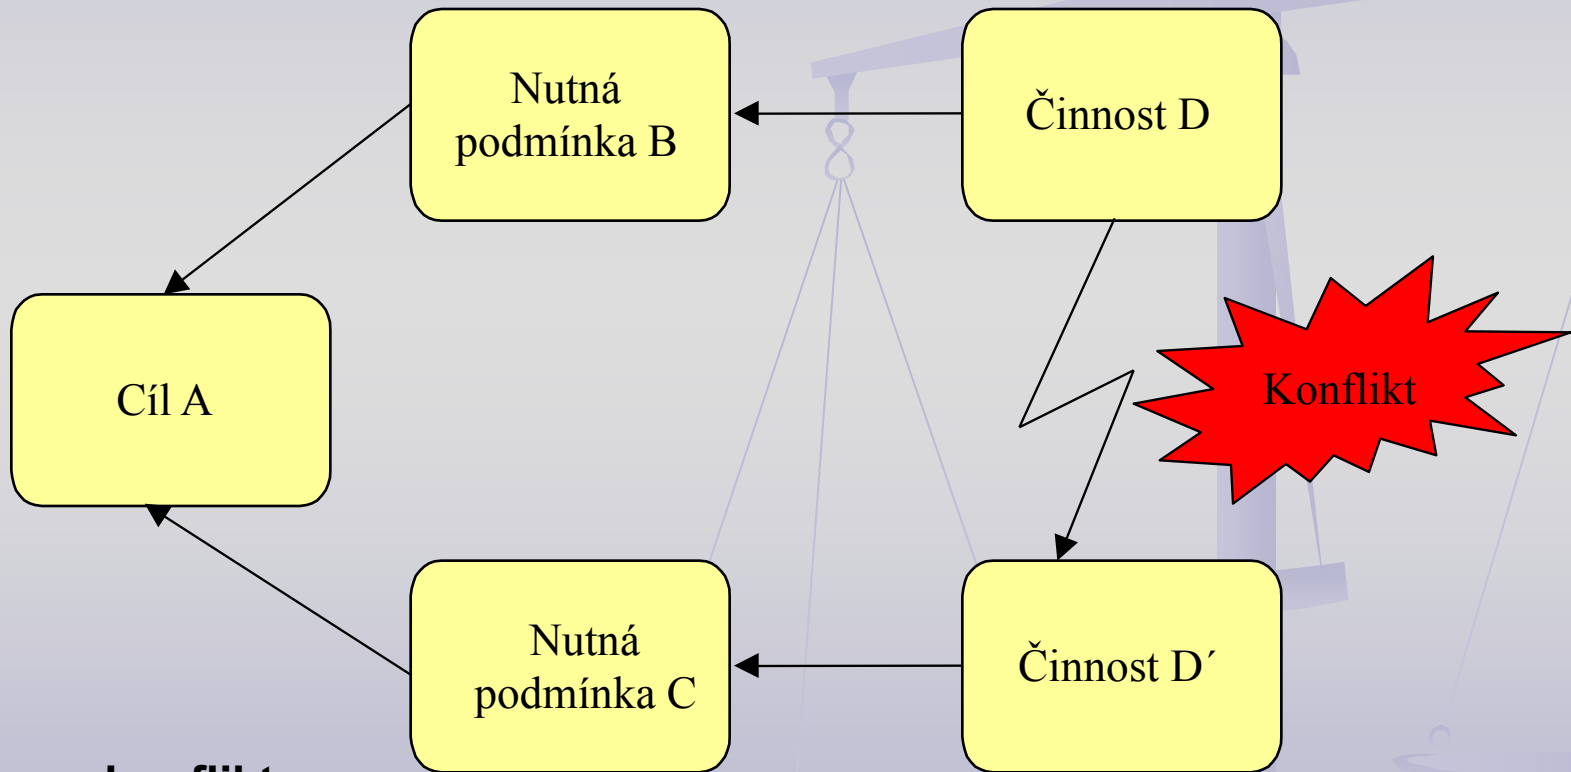 Nutná
podmínka B
Činnost D
Cíl A
Konflikt
Nutná
podmínka C
Činnost D´